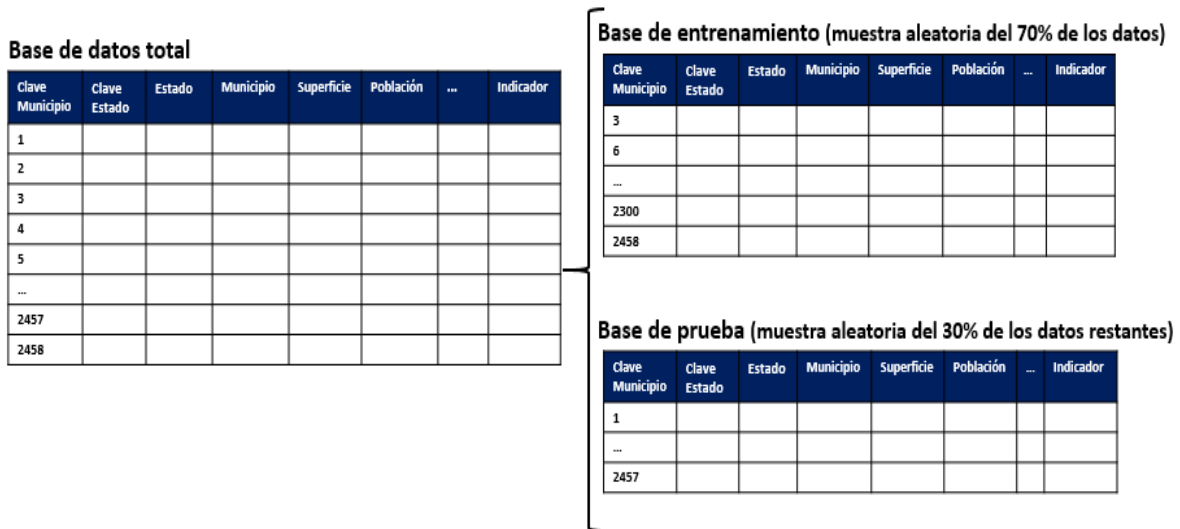 Base de datos total
Clave Municipio Clave Estado Estado Municipio Superficie Población ... Indicador
1
2
3
4
5
...
2457
2458
Base de entrenamiento (muestra aleatoria del 70% de los datos)
Clave Municipio Clave Estado Estado Municipio Superficie Población ... Indicador
3
6
...
2300
2458
Base de prueba (muestra aleatoria del 30% de los datos restantes)
Clave Municipio Clave Estado Estado Municipio Superficie Población ... Indicador
1
...
2457